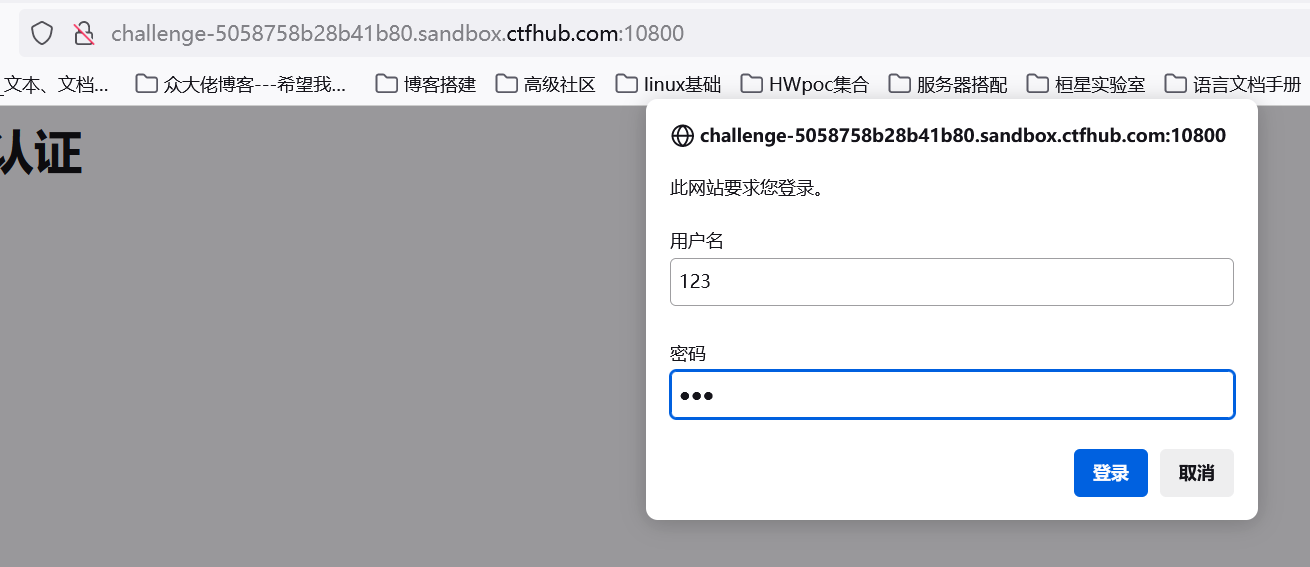 challenge-5058758b28b41b80.sandbox.ctfhub.com:10800
文本、文档... 众大佬博客---希望我... 博客搭建 高级社区 linux基础 HWpoc集合 服务器搭配 桓星实验室 语言文档手册
认证
challenge-5058758b28b41b80.sandbox.ctfhub.com:10800
此网站要求您登录。
用户名
123
密码
●●●
登录 取消